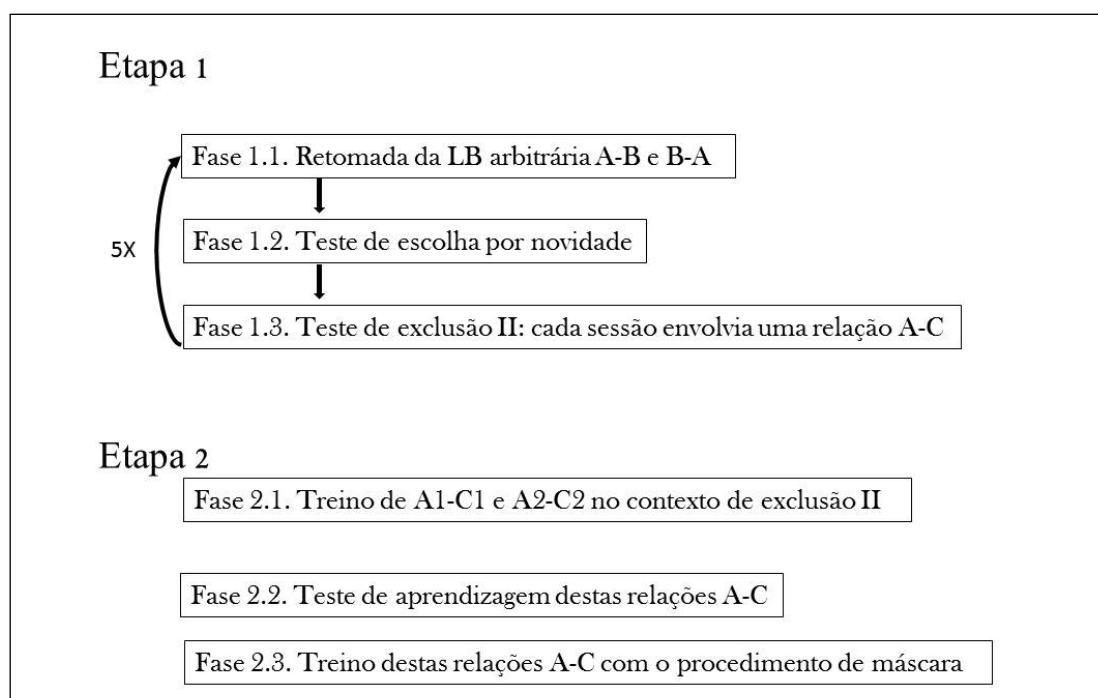 Etapa 1
Fase 1.1. Retomada da LB arbitrária A-B e B-A
5X
Fase 1.2. Teste de escolha por novidade
Fase 1.3. Teste de exclusão II: cada sessão envolvia uma relação A-C
Etapa 2
Fase 2.1. Treino de A1-C1 e A2-C2 no contexto de exclusão II
Fase 2.2. Teste de aprendizagem destas relações A-C
Fase 2.3. Treino destas relações A-C com o procedimento de máscara